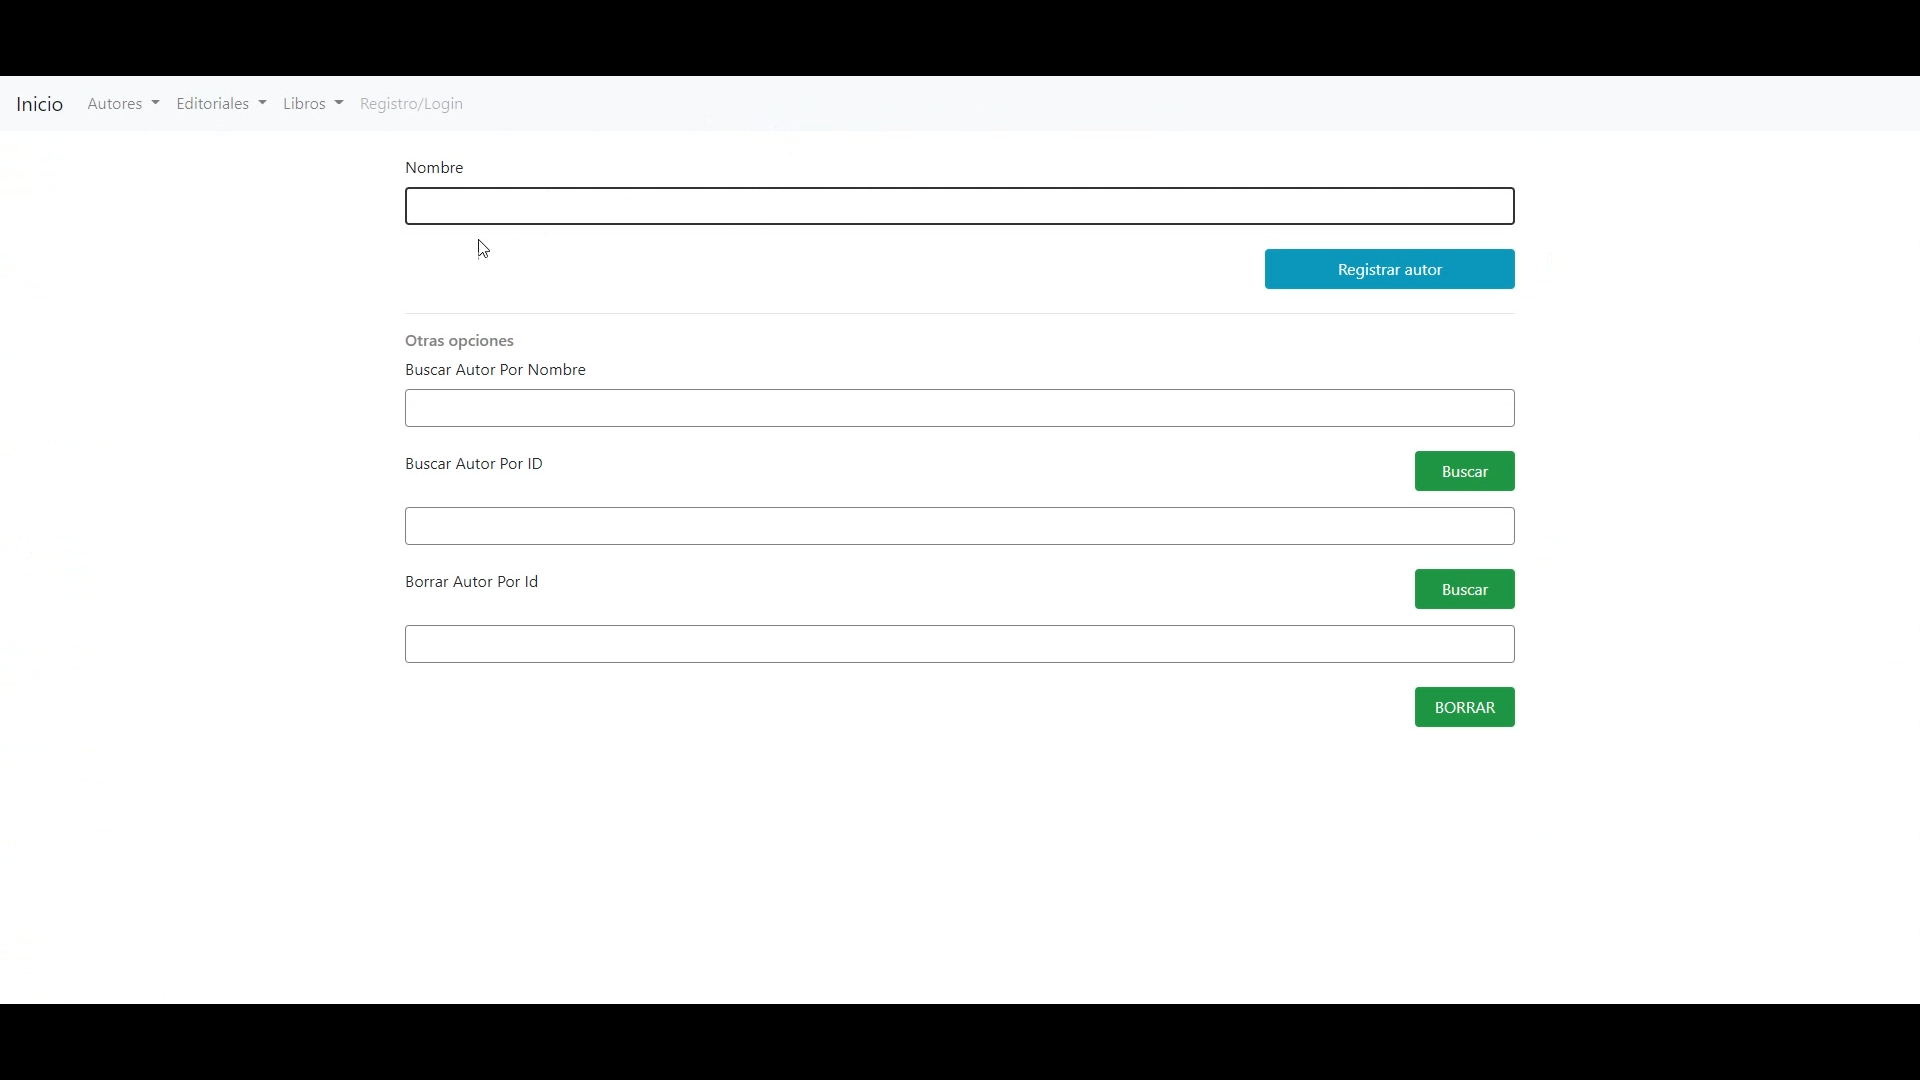 Inicio Autores Editoriales Libros Registro/Login
Nombre
Registrar autor
Otras opciones
Buscar Autor Por Nombre
Buscar Autor Por ID
Buscar
Borrar Autor Por Id
Buscar
BORRAR